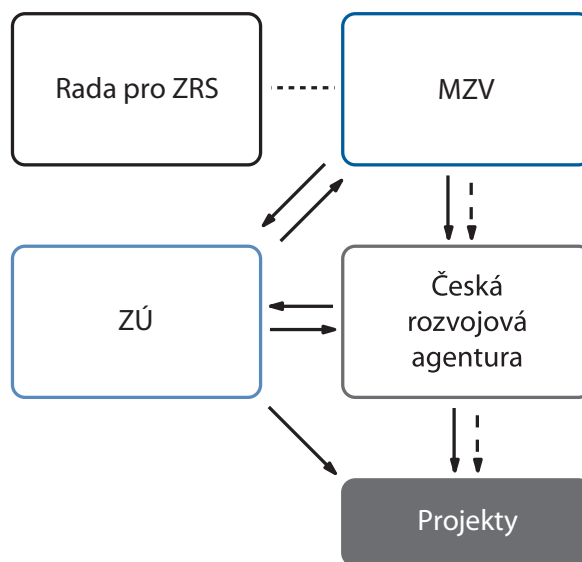 Rada pro ZRS
MZV
ZÚ
Česká
rozvojová
agentura
Projekty